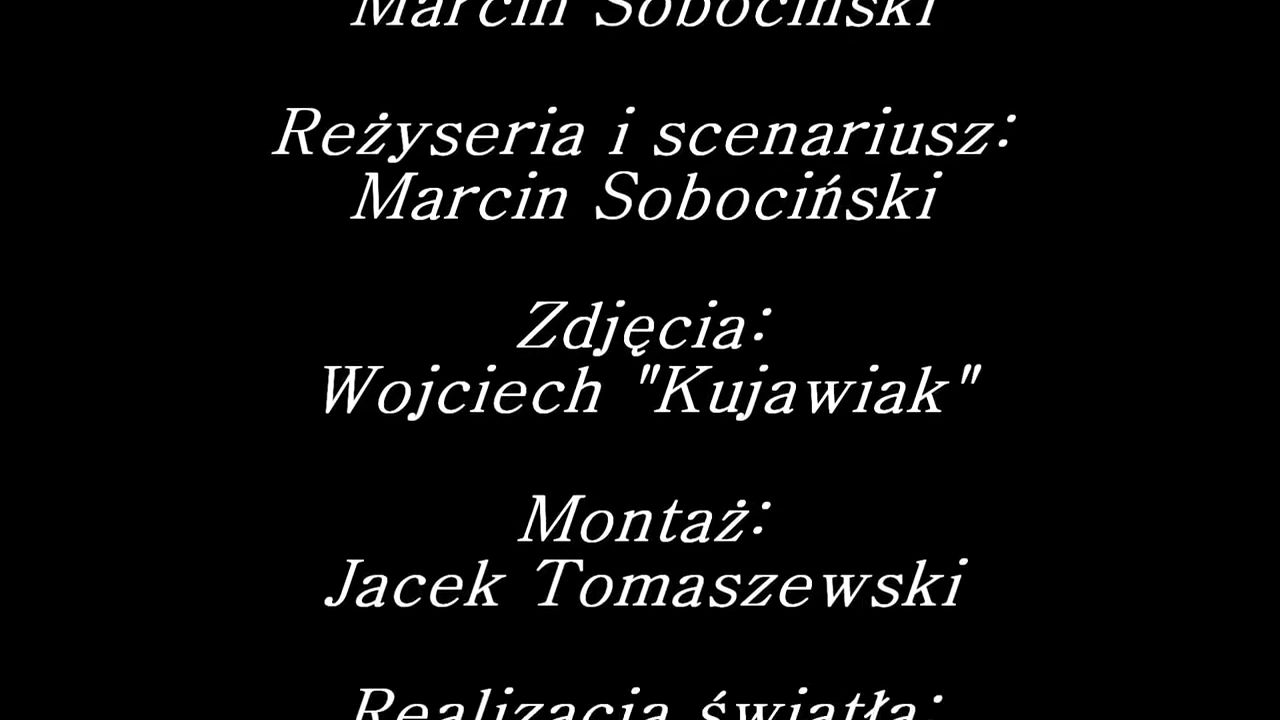 Marcin Sobociński
Reżyseria i scenariusz:
Marcin Sobociński
Zdjęcia:
Wojciech "Kujawiak"
Montaż:
Jacek Tomaszewski
Realizacja światła: